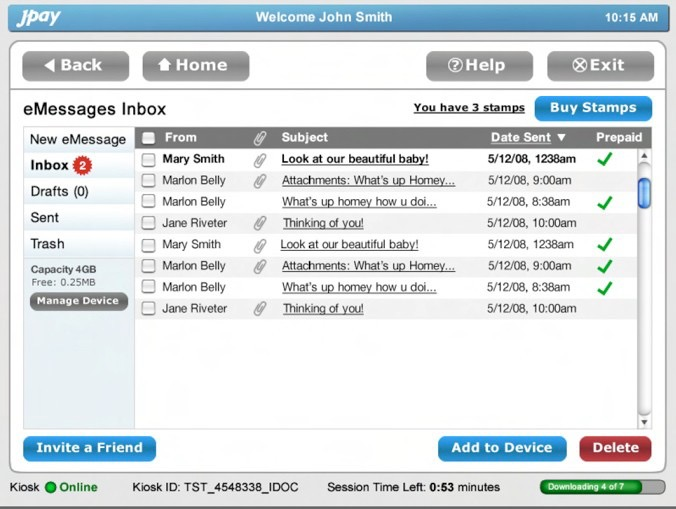 jpay Welcome John Smith 10:15 AM
Back Home Help Exit
eMessages Inbox You have 3 stamps Buy Stamps
New eMessage
Inbox 2
Drafts (0)
Sent
Trash
Capacity 4GB
Free: 0.25MB
Manage Device
From Subject Date Sent ▼ Prepaid
Mary Smith Look at our beautiful baby! 5/12/08, 1238am
Marlon Belly Attachments: What's up Homey... 5/12/08, 9:00am
Marlon Belly What's up homey how u doi... 5/12/08, 8:38am
Jane Riveter Thinking of you! 5/12/08, 10:00am
Mary Smith Look at our beautiful baby! 5/12/08, 1238am
Marlon Belly Attachments: What's up Homey... 5/12/08, 9:00am
Marlon Belly What's up homey how u doi... 5/12/08, 8:38am
Jane Riveter Thinking of you! 5/12/08, 10:00am
Invite a Friend Add to Device Delete
Kiosk Online Kiosk ID: TST_4548338_IDOC Session Time Left: 0:53 minutes Downloading 4 of 7